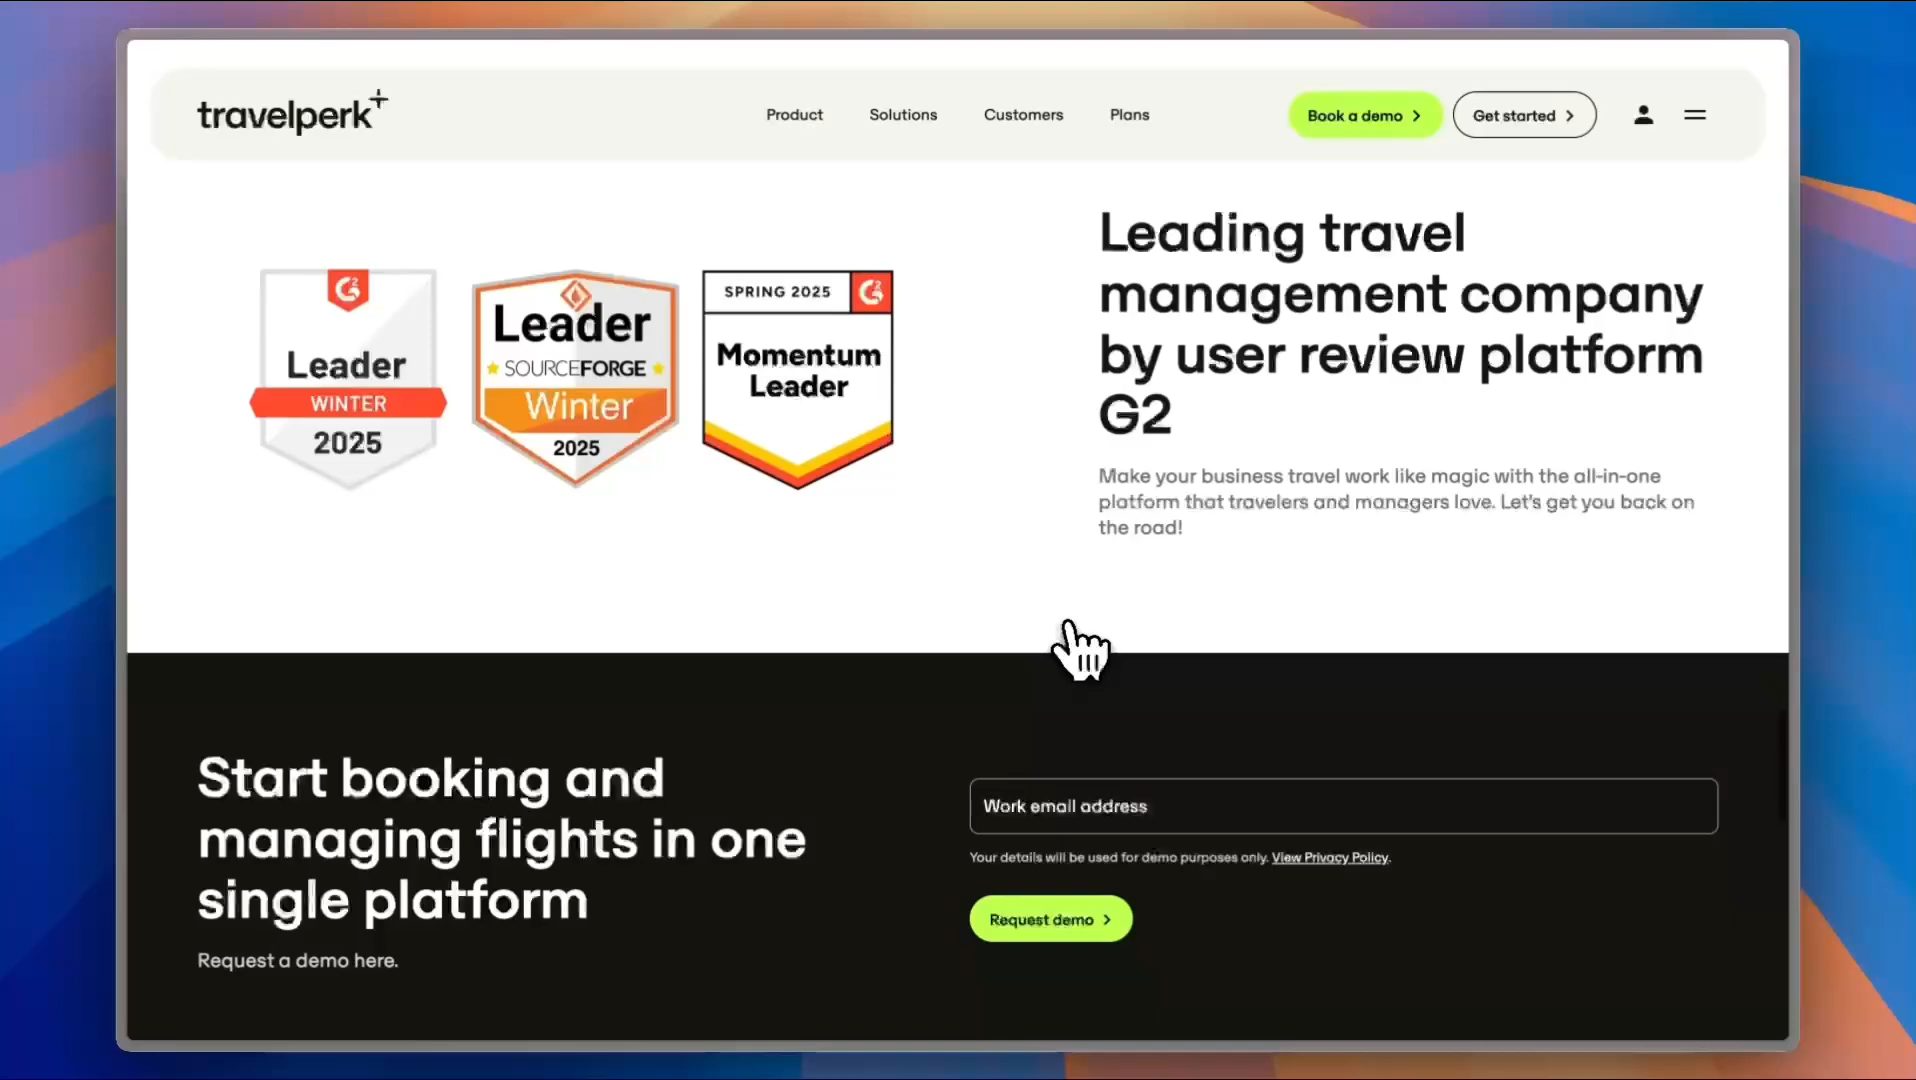 travelperk
Product
Solutions
Customers
Plans
Book a demo
Get started
Leader
WINTER
2025
Leader
SOURCEFORGE
Winter
2025
SPRING 2025
Momentum
Leader
Leading travel
management company
by user review platform
G2
Make your business travel work like magic with the all-in-one
platform that travelers and managers love. Let's get you back on
the road!
Start booking and
managing flights in one
single platform
Request a demo here.
Work email address
Your details will be used for demo purposes only. View Privacy Policy.
Request demo